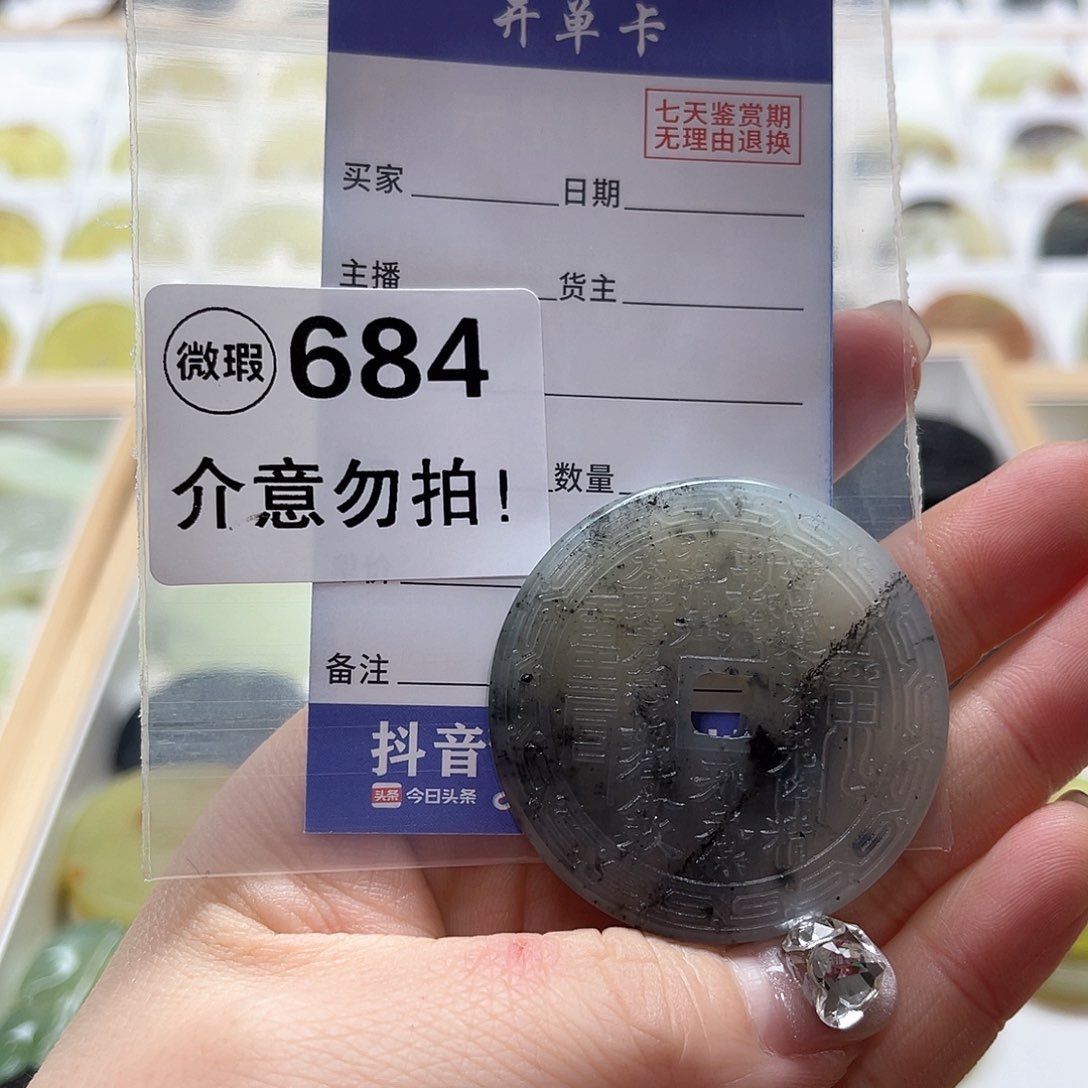 开单卡
七天鉴赏期
无理由退换
买家 日期
主播 货主
微瑕 684
介意勿拍!
数量
单价
备注
抖音
头条 今日头条